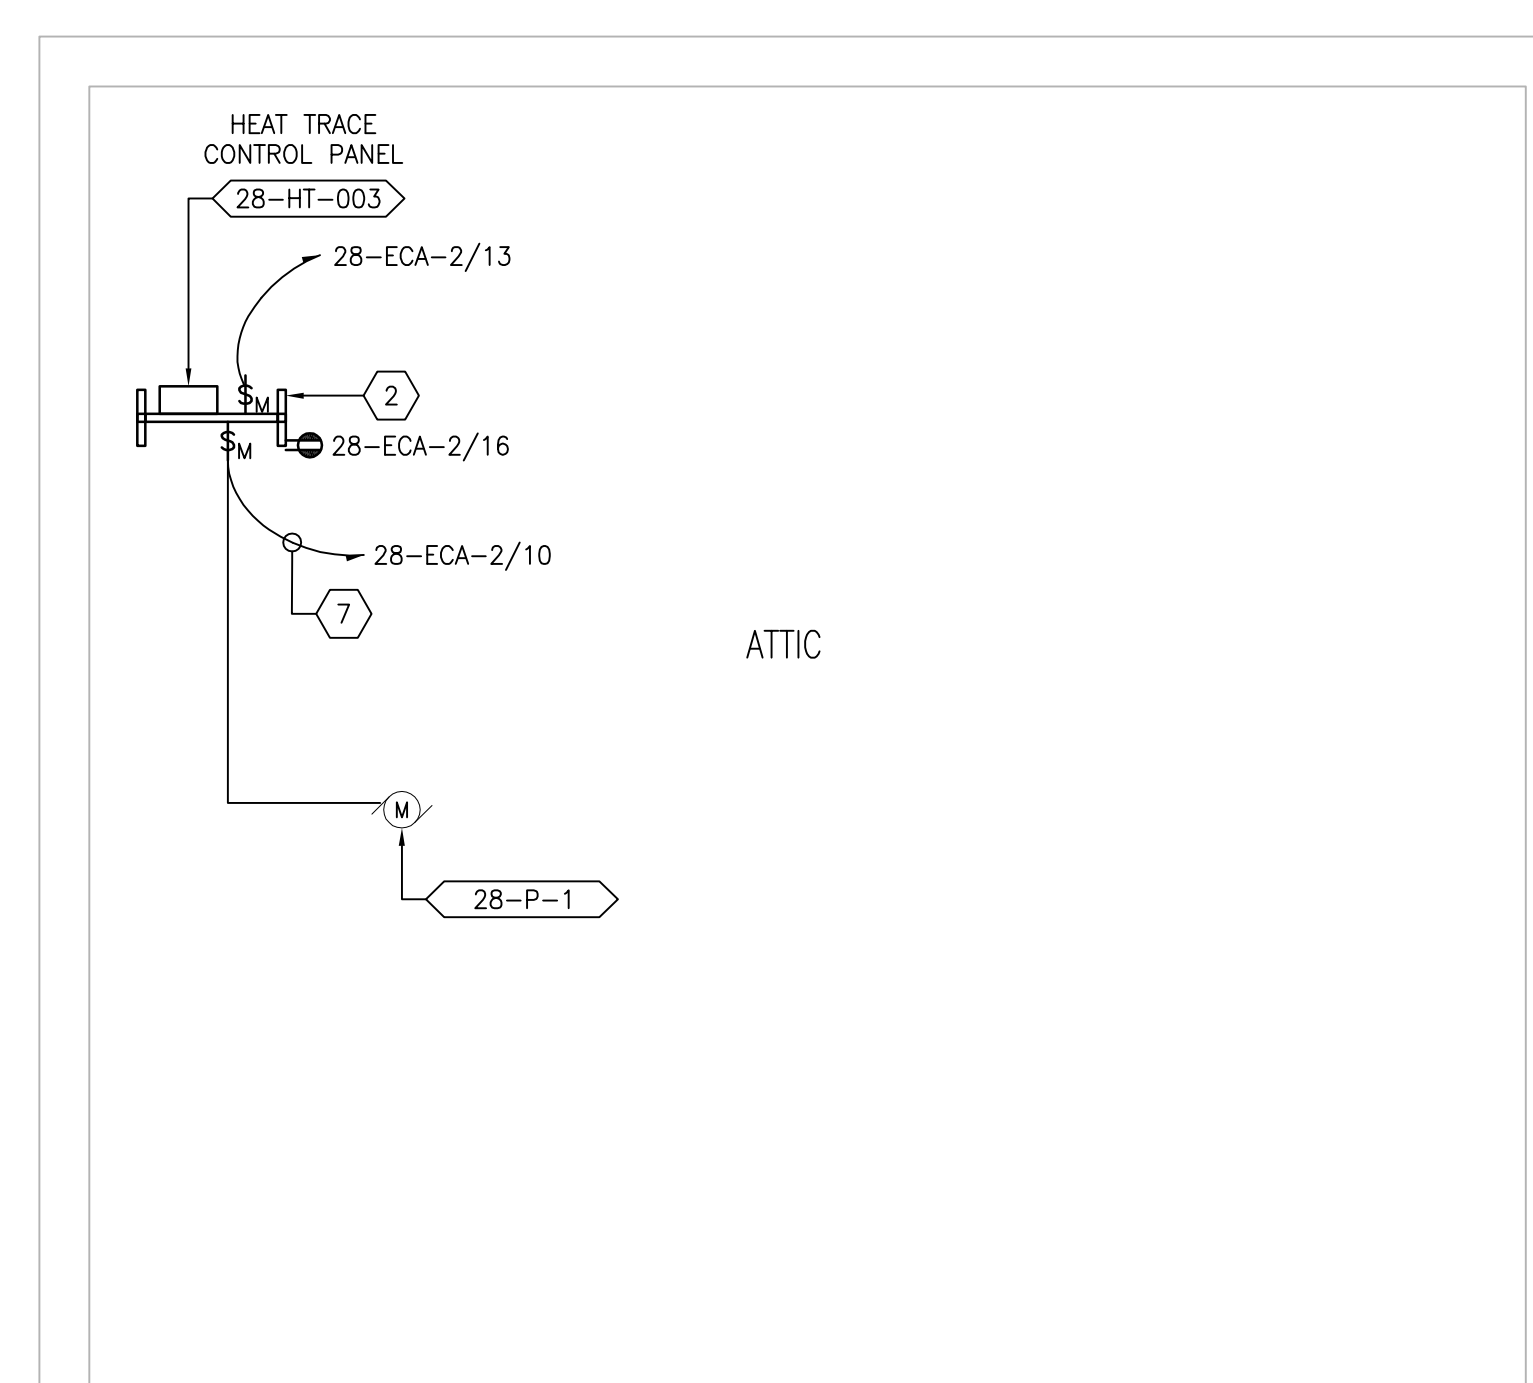 HEAT TRACE
CONTROL PANEL
28-HT-003
28-ECA-2/13
$M
2
$M
28-ECA-2/16
28-ECA-2/10
7
ATTIC
M
28-P-1